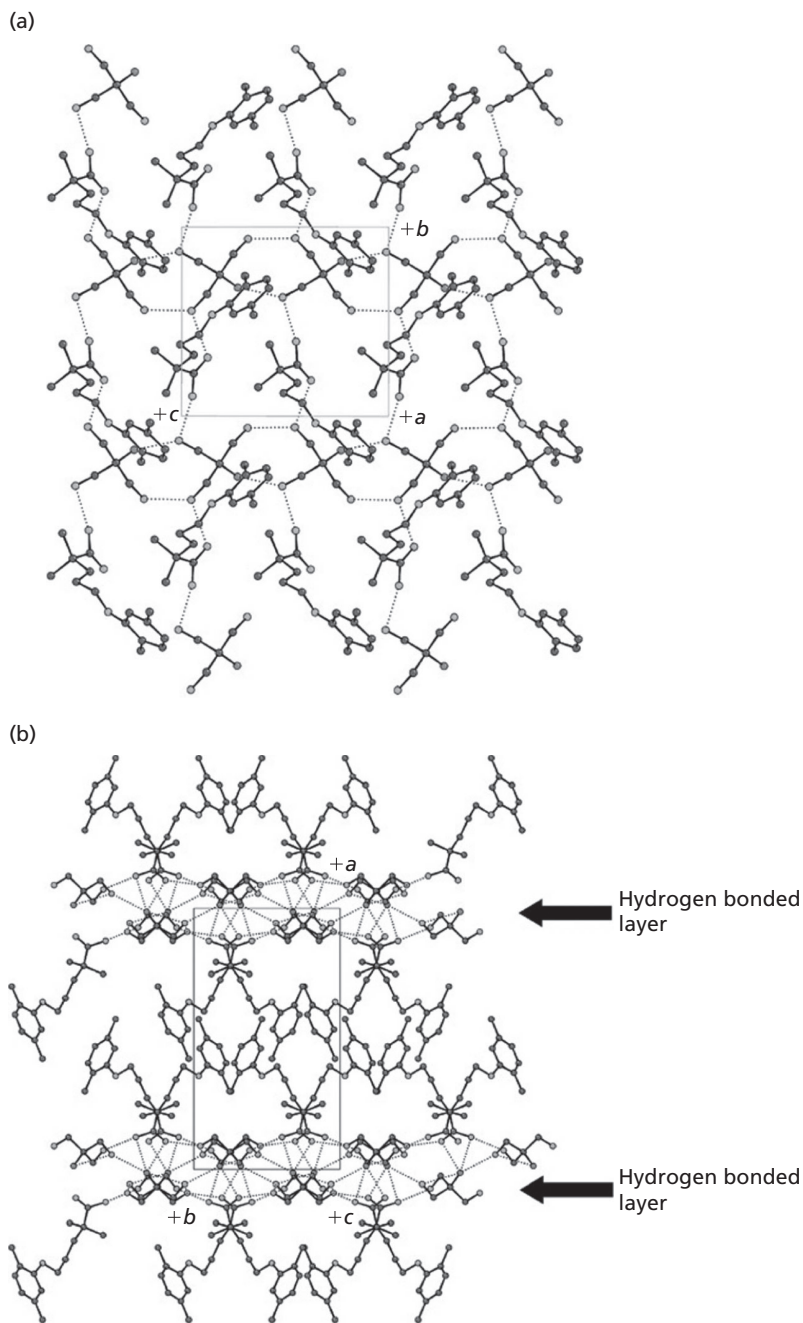 (a)
+b
+c
+a
(b)
+a
Hydrogen bonded
layer
Hydrogen bonded
layer
+b
+c